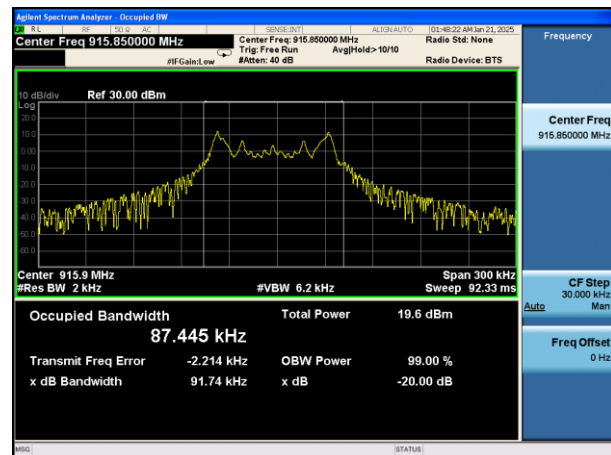 Agilent Spectrum Analyzer - Occupied BW
RL RF 50 Ω AC SENSE:INT ALIGNAUTO 01:48:22 AM Jan 21, 2025
Center Freq 915.850000 MHz
Center Freq: 915.850000 MHz
Radio Std: None
Trig: Free Run Avg|Hold:> 10/10
#IFGain:Low #Atten: 40 dB Radio Device: BTS
10 dB/div Ref 30.00 dBm
Log
20.0
10.0
0.00
-10.0
-20.0
-30.0
-40.0
-50.0
-60.0
Center 915.9 MHz Span 300 kHz
#Res BW 2 kHz #VBW 6.2 kHz Sweep 92.33 ms
Occupied Bandwidth Total Power 19.6 dBm
87.445 kHz
Transmit Freq Error -2.214 kHz OBW Power 99.00 %
x dB Bandwidth 91.74 kHz x dB -20.00 dB
MSG STATUS
Frequency
Center Freq
915.850000 MHz
CF Step
30.000 kHz
Auto Man
Freq Offset
0 Hz